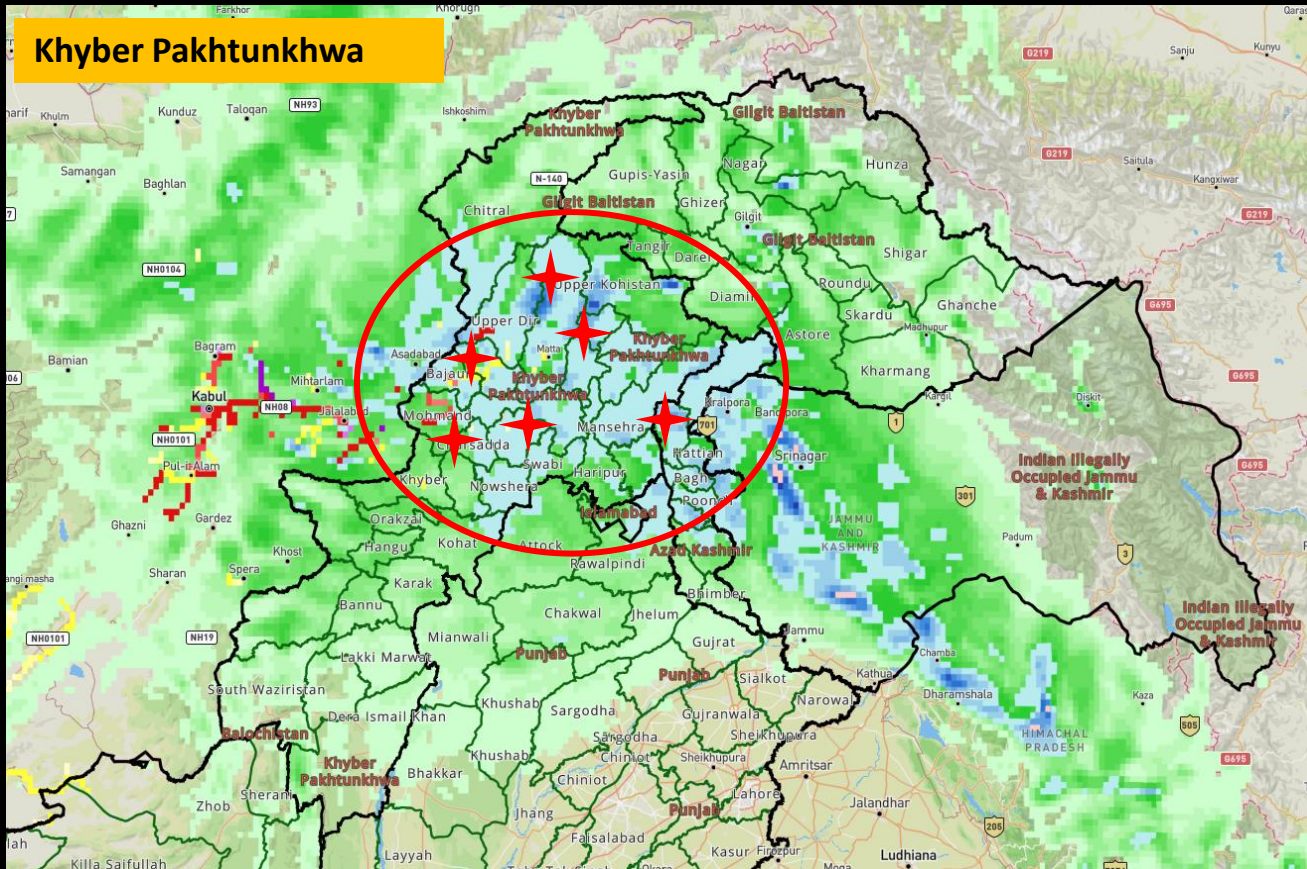 Khyber Pakhtunkhwa
Farkhor
Khorugh
Qaras
G219
Sanju
Kunyu
harif
Khulm
Kunduz
Taloqan
NH93
Ishkoshim
Khyber
Pakhtunkhwa
Gilgit Baltistan
G219
Samangan
Baghlan
Nagar
Hunza
G219
Saitula
Kangxiwar
Gupis-Yasin
N-140
Chitral
Gilgit Baltistan
Ghizer
Gilgit
G219
Gilgit Baltistan
Shigar
Tangir
Darel
NH0104
Upper Kohistan
Diamir
Roundu
Ghanche
G695
G695
Skardu
Madhupur
Upper Dir
Astore
Khyber
Pakhtunkhwa
Matta
Asadabad
Bagram
Bamian
Bajaur
Kharmang
G695
Mihtarlam
Khyber
Pakhtunkhwa
Kabul
NH08
Jalalabad
Mohmand
Kralpora
Bandipora
Kargil
Diskit
1
701
Mansehra
NH0101
Charsadda
Hattian
Srinagar
Pul-i-Alam
Swabi
Haripur
Bagh
Indian Illegally
Occupied Jammu
& Kashmir
G695
Khyber
Nowshera
Poonch
301
Ghazni
Gardez
Orakzai
Islamabad
JAMMU
AND
KASHMIR
Padum
Khost
Hangu
Kohat
Attock
Azad Kashmir
3
Rawalpindi
Sharan
Spera
Karak
Bhimber
Bannu
Chakwal
Jhelum
Indian Illegally
Occupied Jammu
& Kashmir
NH0101
NH19
Mianwali
Gujrat
Jammu
Punjab
Chamba
Lakki Marwat
Punjab
Sialkot
Kathua
South Waziristan
Dharamshala
Kaza
Khushab
Sargodha
Narowal
Dera Ismail Khan
Gujranwala
505
Balochistan
Sargodha
Sheikhupura
HIMACHAL
PRADESH
Khushab
Chiniot
Sheikhupura
G695
Khyber
Pakhtunkhwa
Bhakkar
Amritsar
Chiniot
Zhob
Sherani
Lahore
Jalandhar
Punjab
Jhang
205
Faisalabad
Layyah
Kasur
Firozpur
Ludhiana
Killa Saifullah
Moga